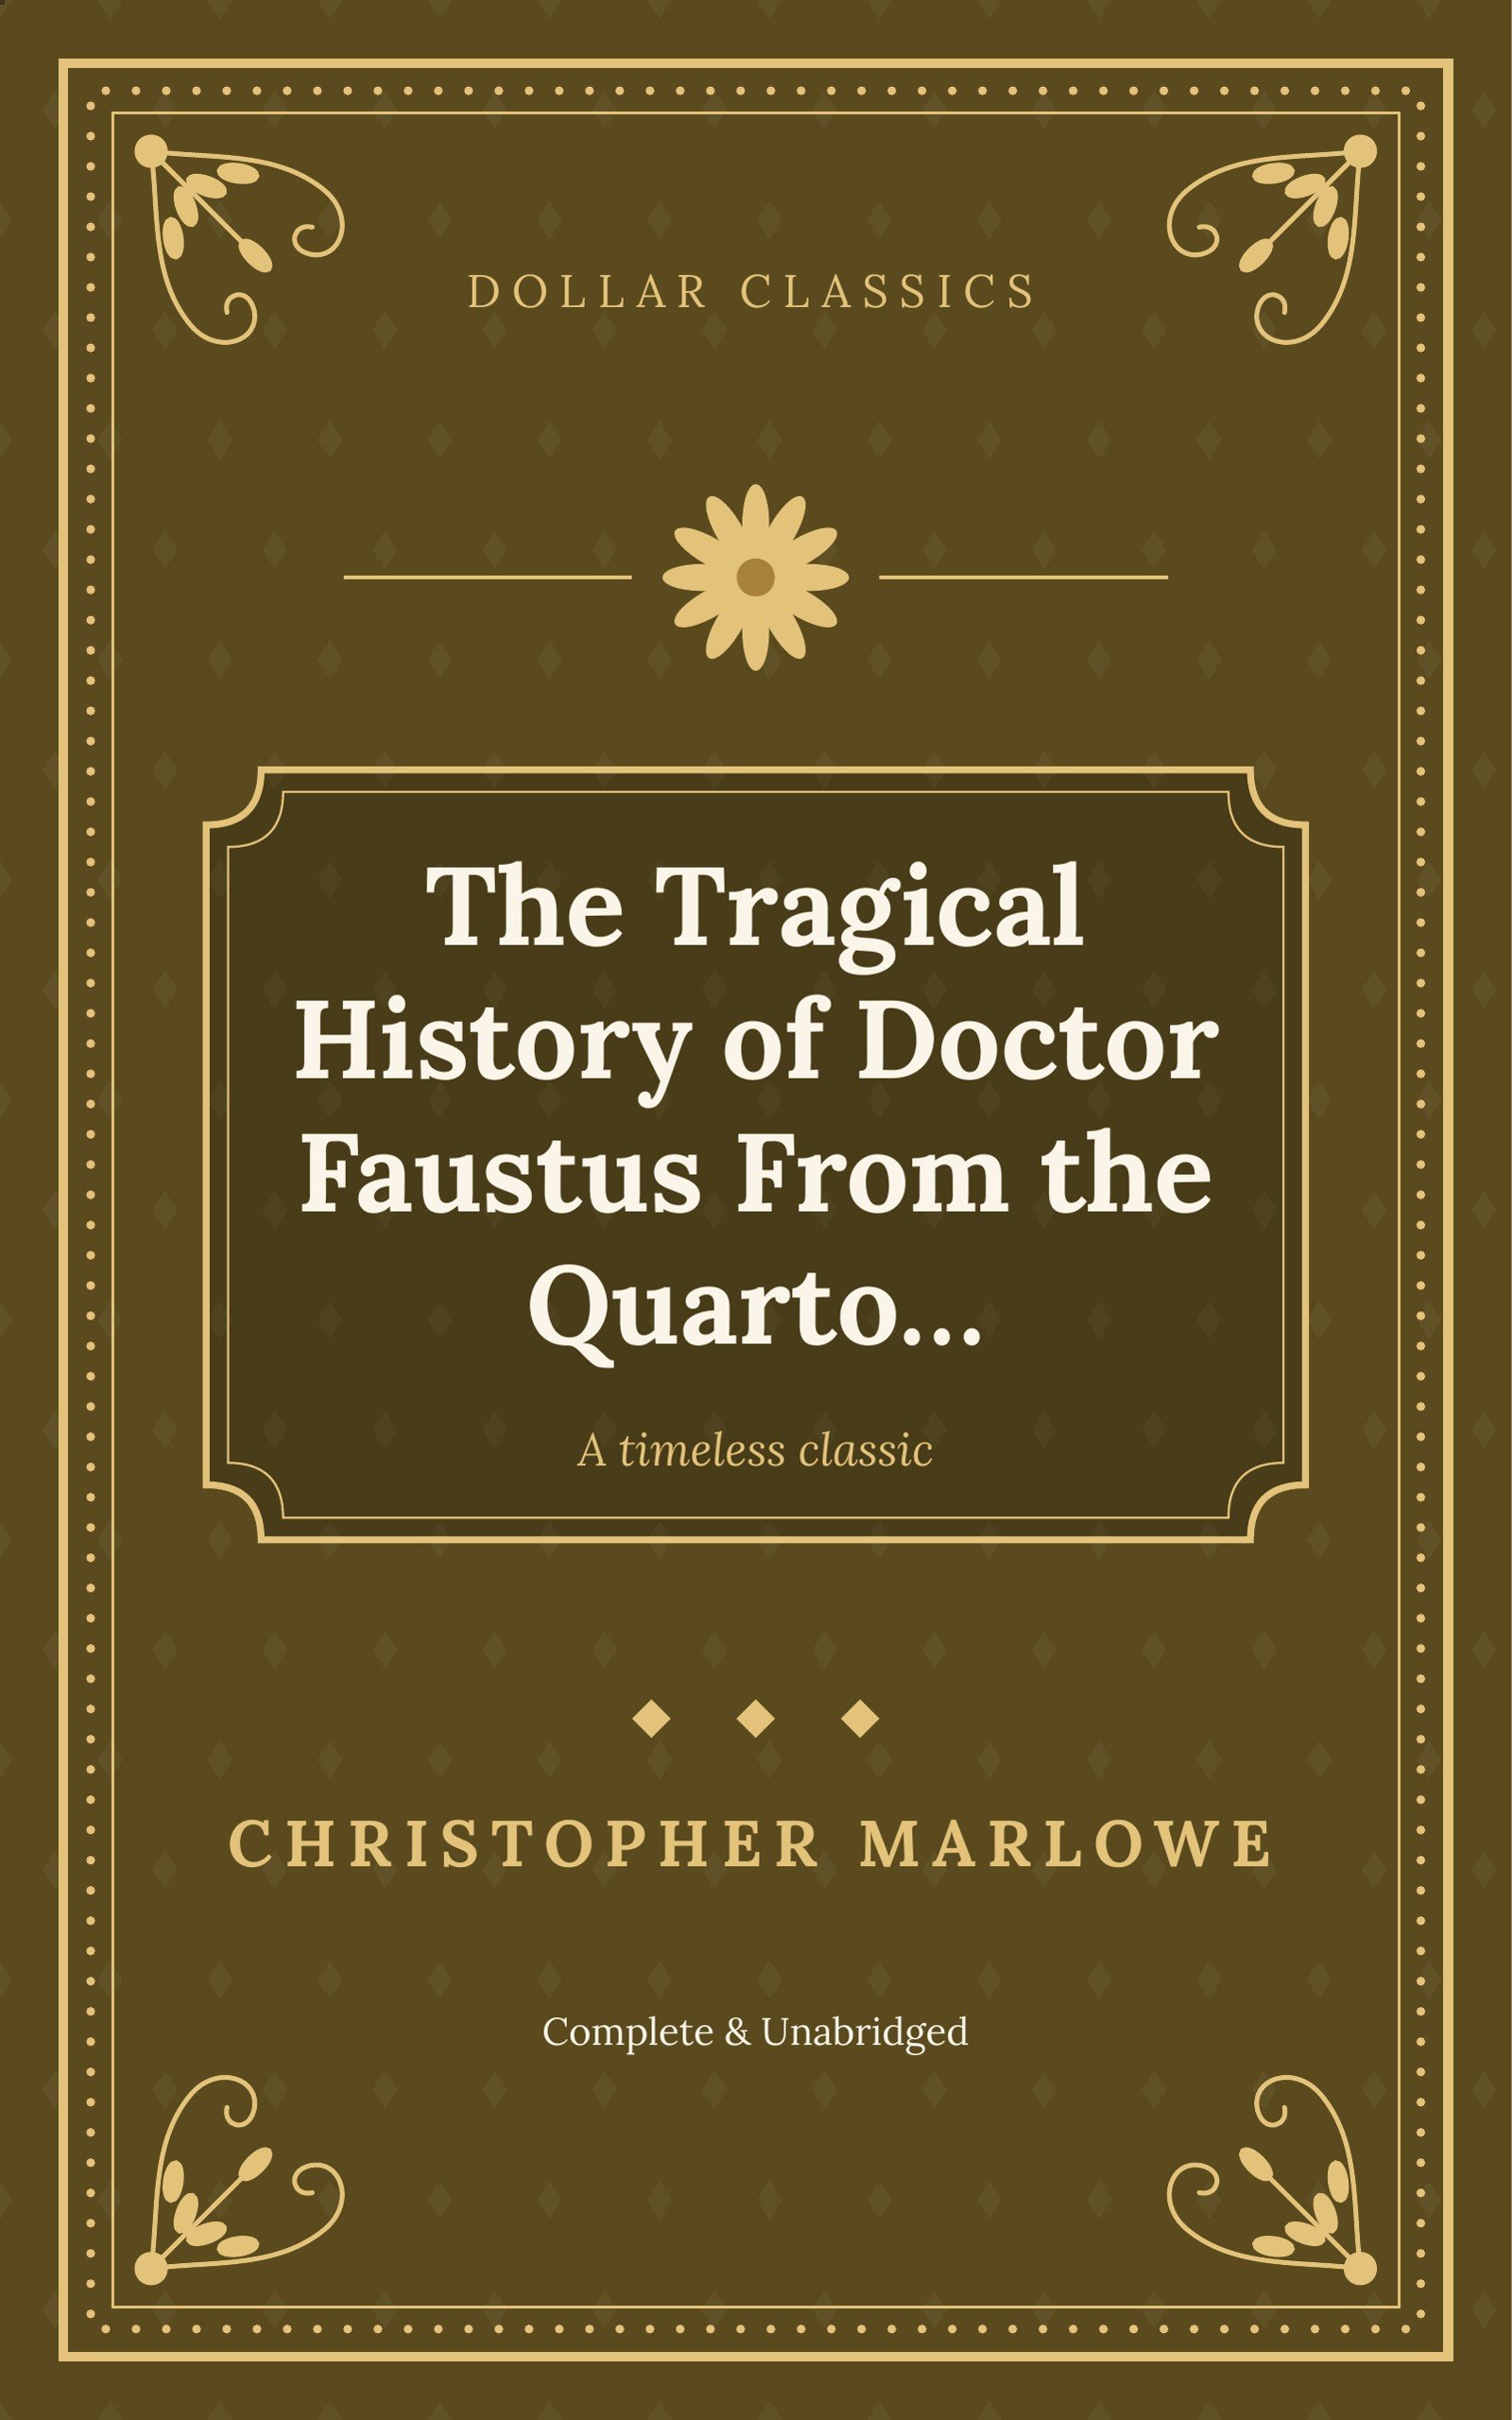 DOLLAR CLASSICS
The Tragical
History of Doctor
Faustus From the
Quarto...
A timeless classic
CHRISTOPHER MARLOWE
Complete & Unabridged